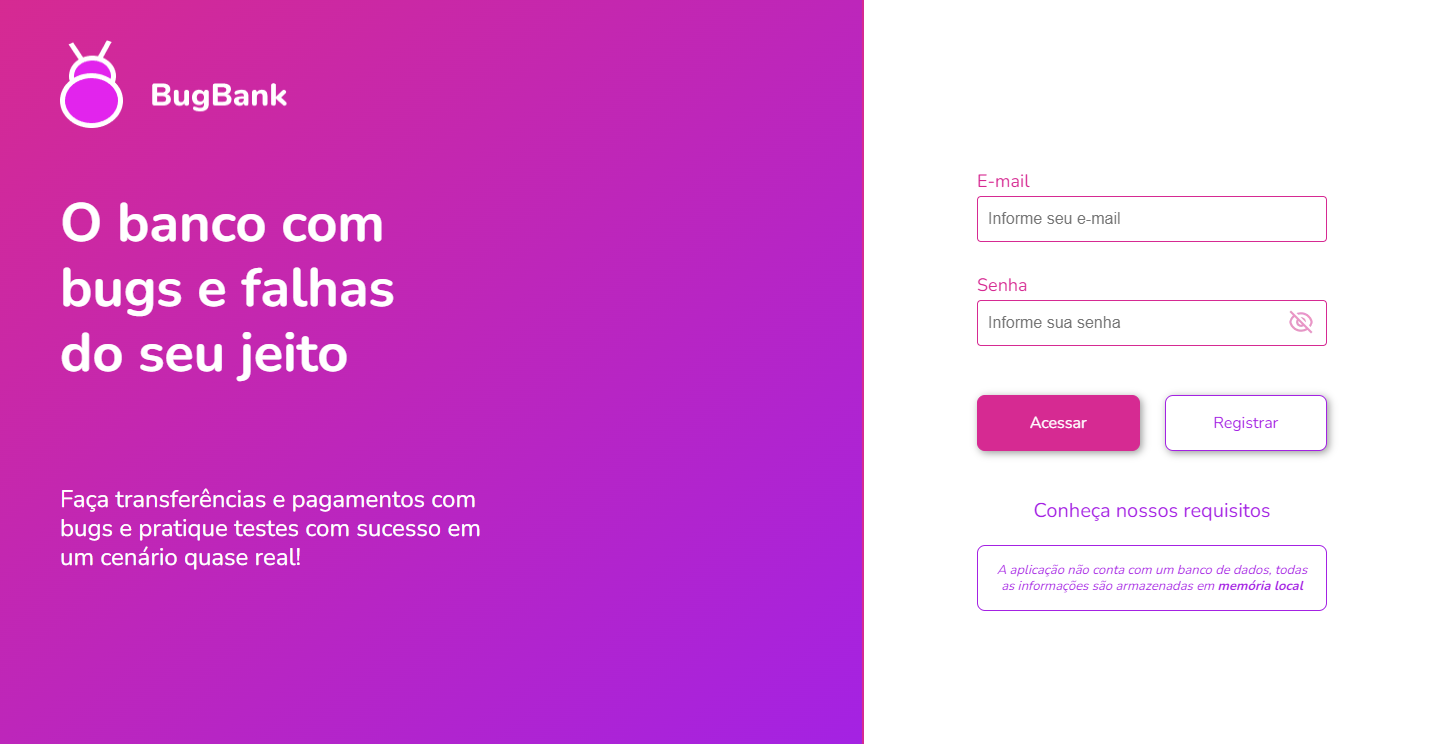 BugBank
O banco com
bugs e falhas
do seu jeito
Faça transferências e pagamentos com
bugs e pratique testes com sucesso em
um cenário quase real!
E-mail
Informe seu e-mail
Senha
Informe sua senha
Acessar
Registrar
Conheça nossos requisitos
A aplicação não conta com um banco de dados, todas
as informações são armazenadas em memória local